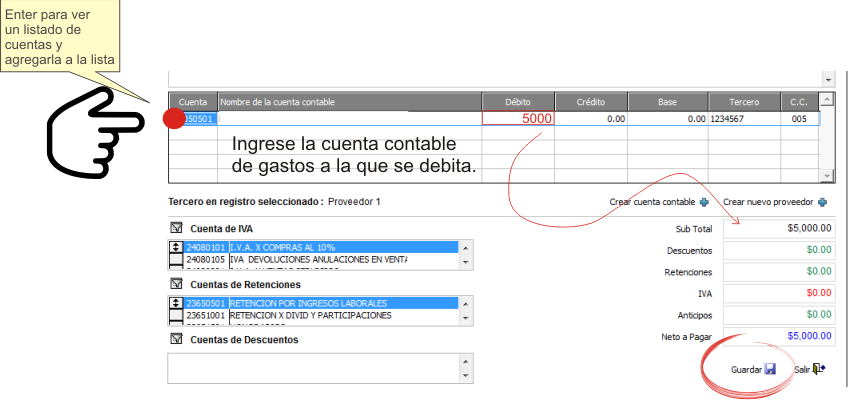 Enter para ver
un listado de
cuentas y
agregarla a la lista
Cuenta Nombre de la cuenta contable Débito Crédito Base Tercero C.C.
050501 5000 0.00 0.00 1234567 005
Ingrese la cuenta contable
de gastos a la que se debita.
Tercero en registro seleccionado : Proveedor 1 Crear cuenta contable Crear nuevo proveedor
Cuenta de IVA
24080101 I.V.A. X COMPRAS AL 10%
24080105 IVA DEVOLUCIONES ANULACIONES EN VENTA
Cuentas de Retenciones
23650501 RETENCION POR INGRESOS LABORALES
23651001 RETENCION X DIVID Y PARTICIPACIONES
Cuentas de Descuentos
Sub Total $5,000.00
Descuentos $0.00
Retenciones $0.00
IVA $0.00
Anticipos $0.00
Neto a Pagar $5,000.00
Guardar Salir